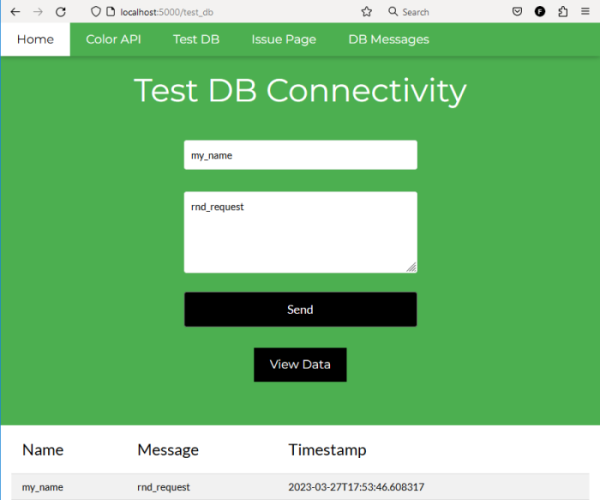 localhost:5000/test_db
Search
Home Color API Test DB Issue Page DB Messages
Test DB Connectivity
my_name
rnd_request
Send
View Data
Name Message Timestamp
my_name rnd_request 2023-03-27T17:53:46.608317